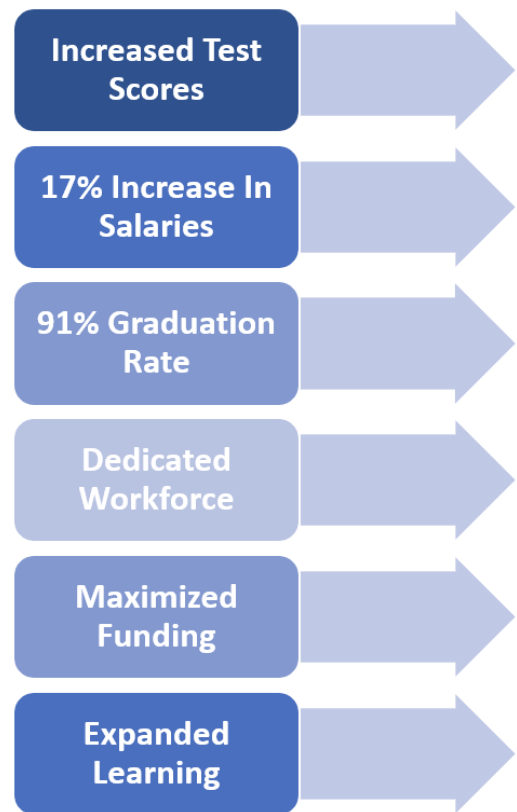 Increased Test
Scores
17% Increase In
Salaries
91% Graduation
Rate
Dedicated
Workforce
Maximized
Funding
Expanded
Learning